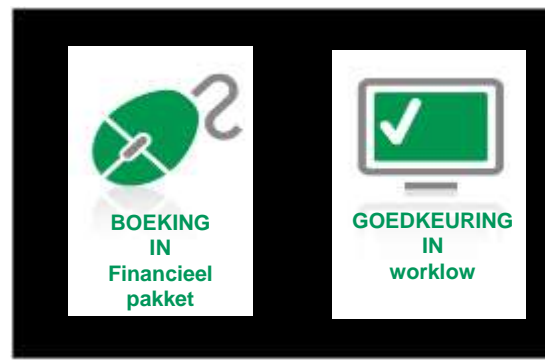 BOEKING
IN
Financieel
pakket
GOEDKEURING
IN
worklow